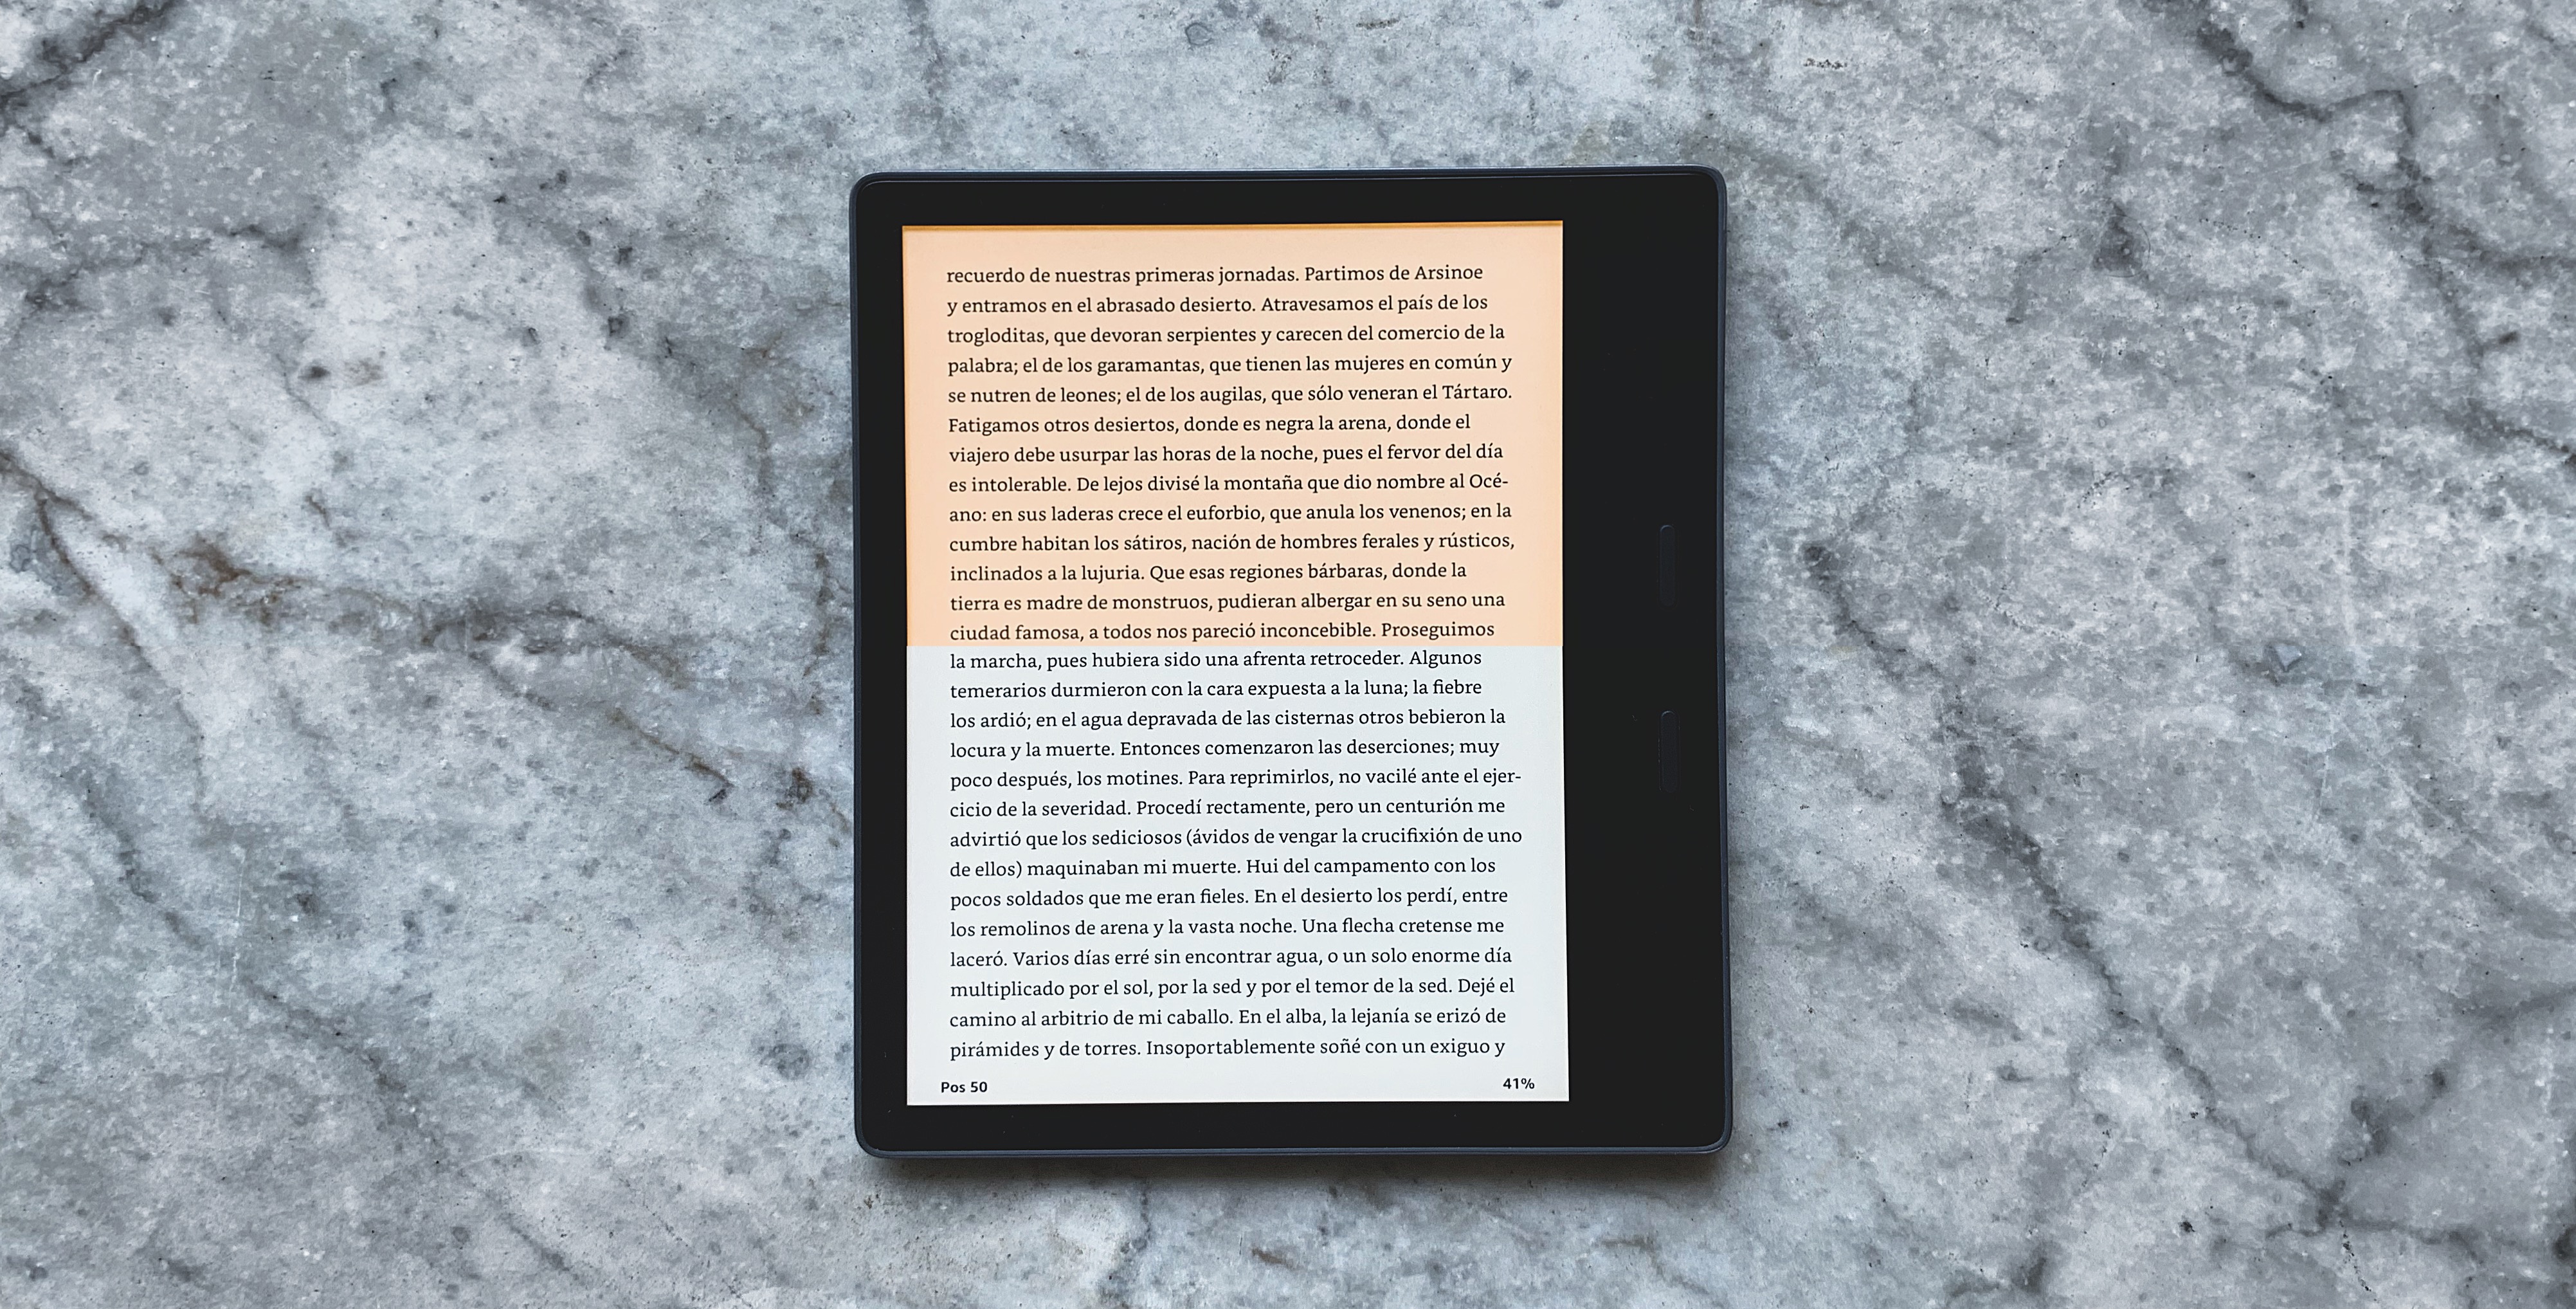 recuerdo de nuestras primeras jornadas. Partimos de Arsinoe
y entramos en el abrasado desierto. Atravesamos el país de los
trogloditas, que devoran serpientes y carecen del comercio de la
palabra; el de los garamantas, que tienen las mujeres en común y
se nutren de leones; el de los augilas, que sólo veneran el Tártaro.
Fatigamos otros desiertos, donde es negra la arena, donde el
viajero debe usurpar las horas de la noche, pues el fervor del día
es intolerable. De lejos divisé la montaña que dio nombre al Océ-
ano: en sus laderas crece el euforbio, que anula los venenos; en la
cumbre habitan los sátiros, nación de hombres ferales y rústicos,
inclinados a la lujuria. Que esas regiones bárbaras, donde la
tierra es madre de monstruos, pudieran albergar en su seno una
ciudad famosa, a todos nos pareció inconcebible. Proseguimos
la marcha, pues hubiera sido una afrenta retroceder. Algunos
temerarios durmieron con la cara expuesta a la luna; la fiebre
los ardió; en el agua depravada de las cisternas otros bebieron la
locura y la muerte. Entonces comenzaron las deserciones; muy
poco después, los motines. Para reprimirlos, no vacilé ante el ejer-
cicio de la severidad. Procedí rectamente, pero un centurión me
advirtió que los sediciosos (ávidos de vengar la crucifixión de uno
de ellos) maquinaban mi muerte. Hui del campamento con los
pocos soldados que me eran fieles. En el desierto los perdí, entre
los remolinos de arena y la vasta noche. Una flecha cretense me
laceró. Varios días erré sin encontrar agua, o un solo enorme día
multiplicado por el sol, por la sed y por el temor de la sed. Dejé el
camino al arbitrio de mi caballo. En el alba, la lejanía se erizó de
pirámides y de torres. Insoportablemente soñé con un exiguo y
Pos 50 41%